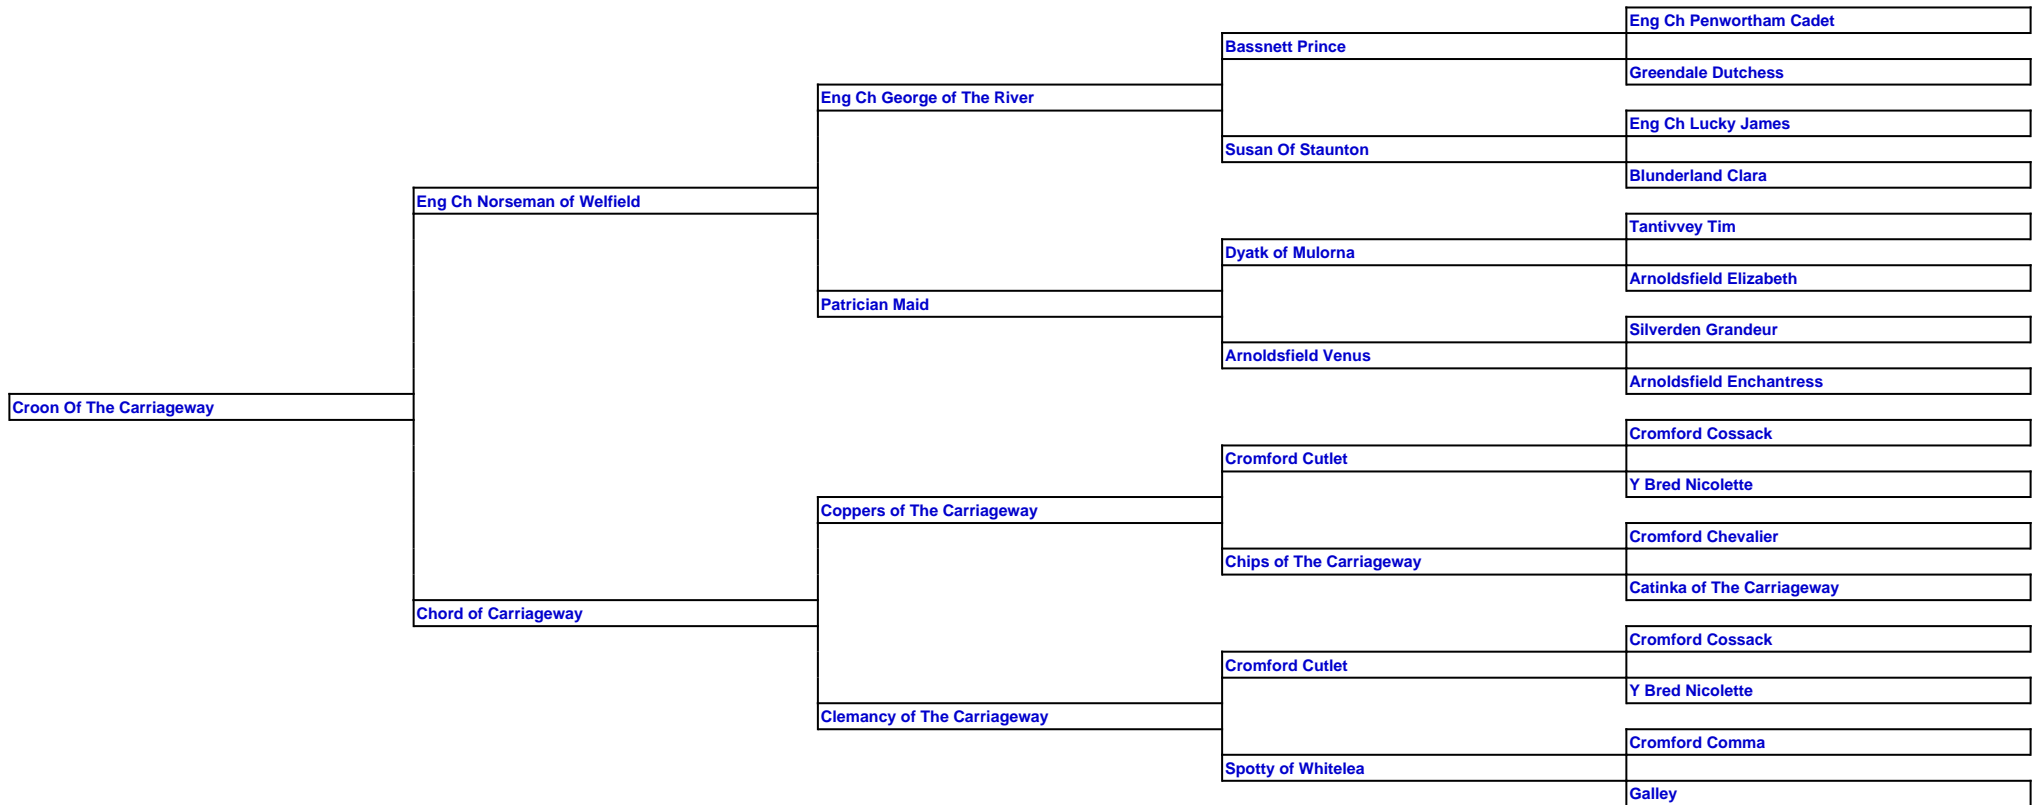 Eng Ch Penwortham Cadet
Bassnett Prince
Greendale Dutchess
Eng Ch George of The River
Eng Ch Lucky James
Susan Of Staunton
Blunderland Clara
Eng Ch Norseman of Welfield
Tantivvey Tim
Dyatk of Mulorna
Arnoldsfield Elizabeth
Patrician Maid
Silverden Grandeur
Arnoldsfield Venus
Arnoldsfield Enchantress
Croon Of The Carriageway
Cromford Cossack
Cromford Cutlet
Y Bred Nicolette
Coppers of The Carriageway
Cromford Chevalier
Chips of The Carriageway
Catinka of The Carriageway
Chord of Carriageway
Cromford Cossack
Cromford Cutlet
Y Bred Nicolette
Clemancy of The Carriageway
Cromford Comma
Spotty of Whitelea
Galley